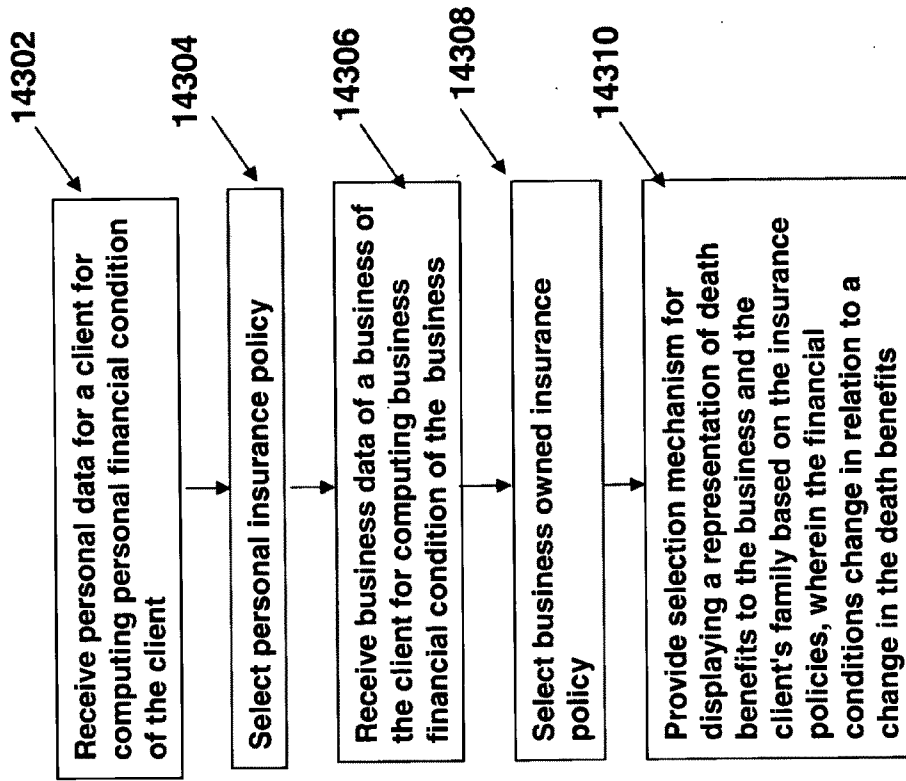 14302
Receive personal data for a client for
computing personal financial condition
of the client
14304
Select personal insurance policy
14306
Receive business data of a business of
the client for computing business
financial condition of the business
14308
Select business owned insurance
policy
14310
Provide selection mechanism for
displaying a representation of death
benefits to the business and the
client's family based on the insurance
policies, wherein the financial
conditions change in relation to a
change in the death benefits